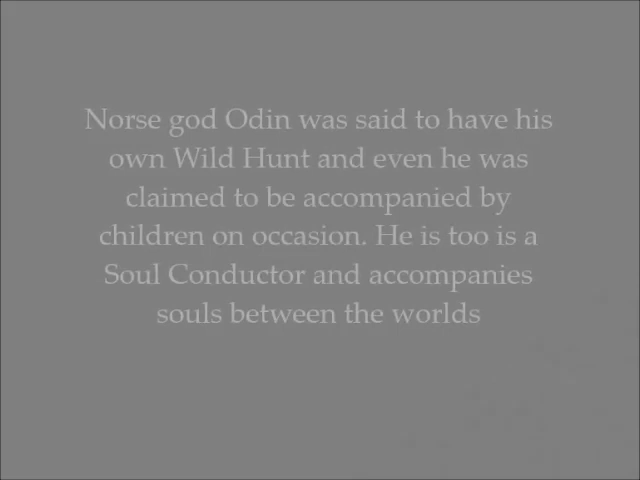 Norse god Odin was said to have his
own Wild Hunt and even he was
claimed to be accompanied by
children on occasion. He is too is a
Soul Conductor and accompanies
souls between the worlds